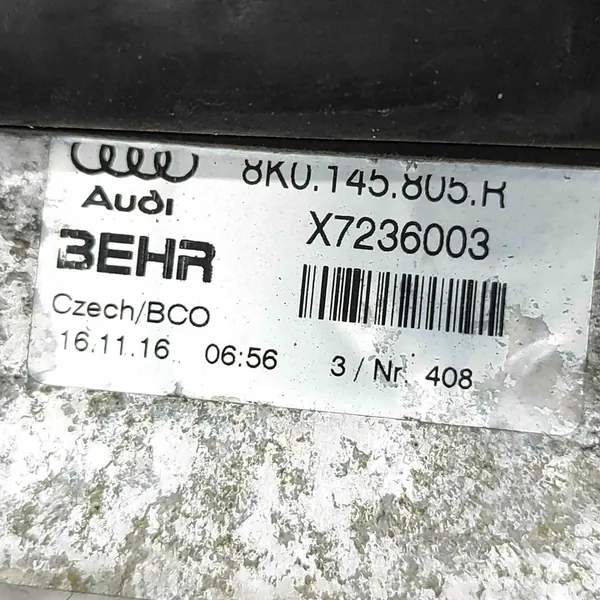 8K0.145.805.R
Audi
X7236003
BEHR
Czech/BCO
16.11.16 06:56
3 / Nr. 408